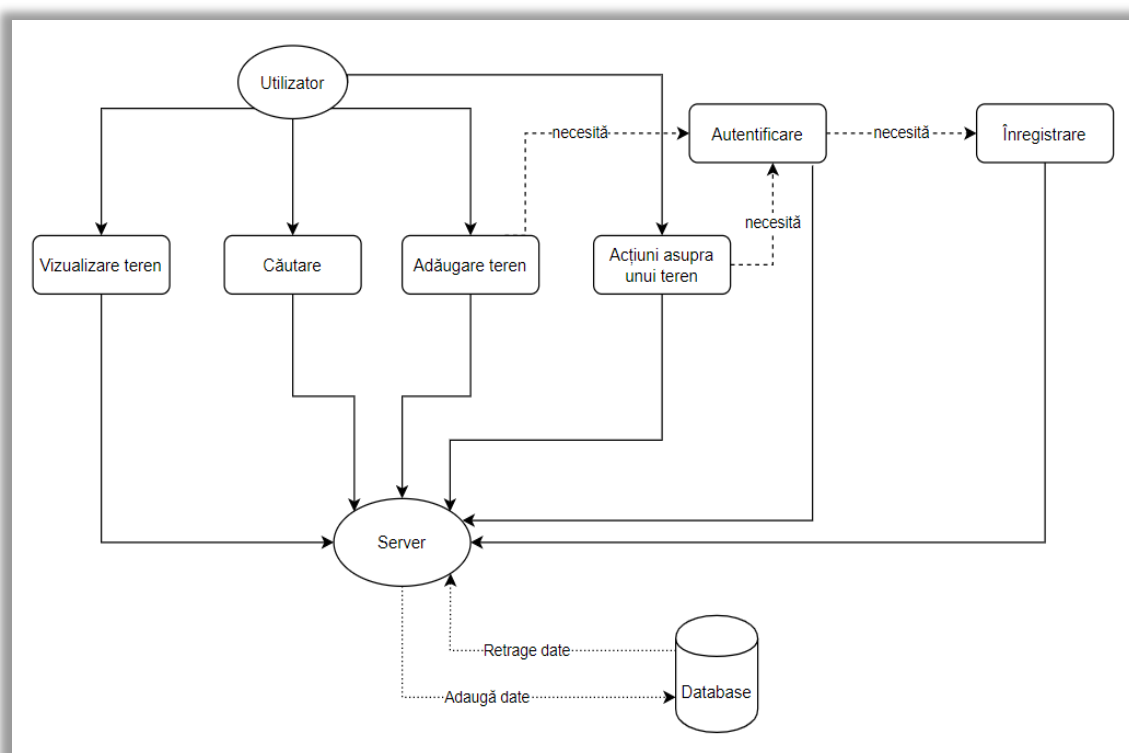 Utilizator
necesită
Autentificare
necesită
Înregistrare
necesită
Vizualizare teren
Căutare
Adăugare teren
Acțiuni asupra
unui teren
Server
Retrage date
Adaugă date
Database